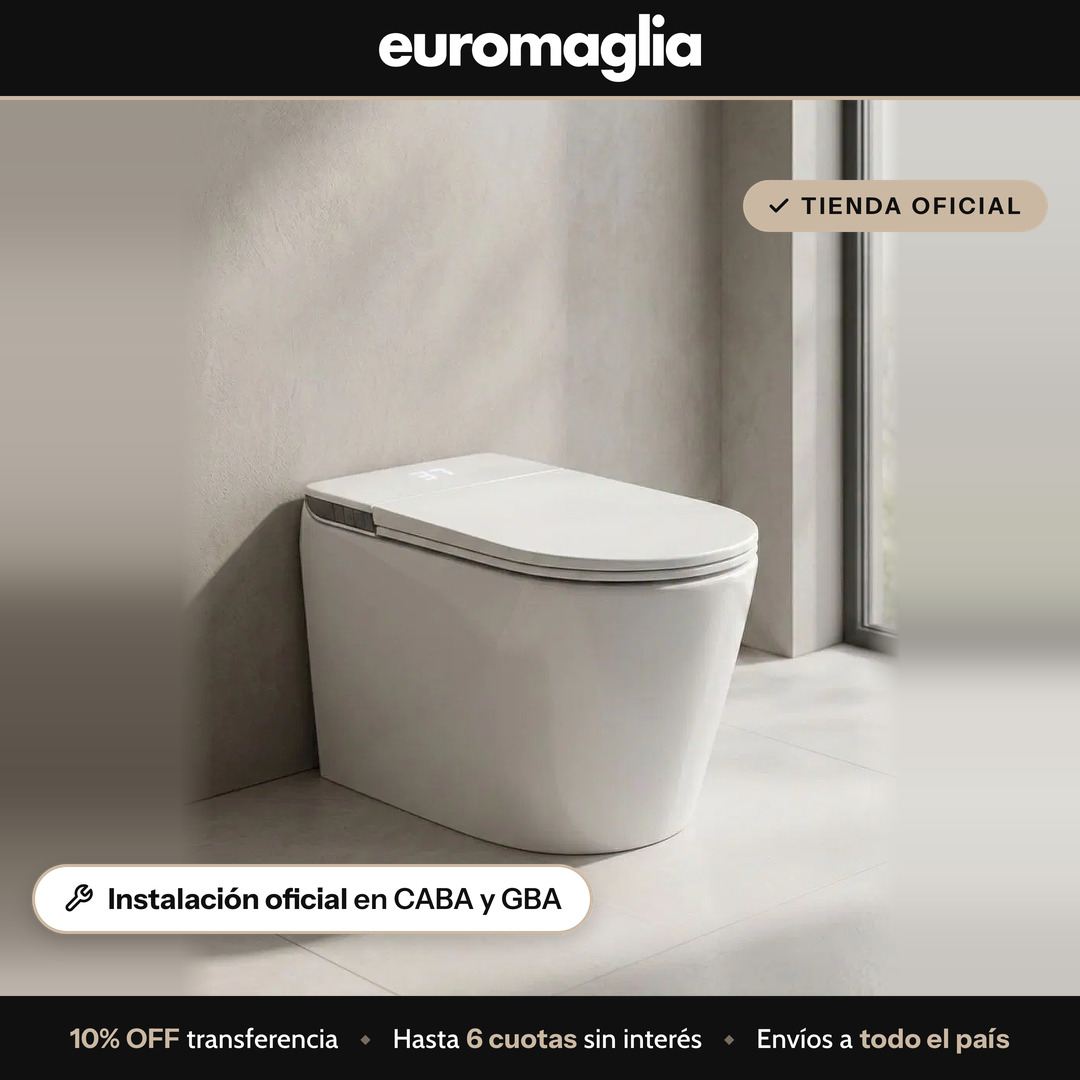 euromaglia
TIENDA OFICIAL
37
Instalación oficial en CABA y GBA
10% OFF transferencia ◆ Hasta 6 cuotas sin interés ◆ Envíos a todo el país